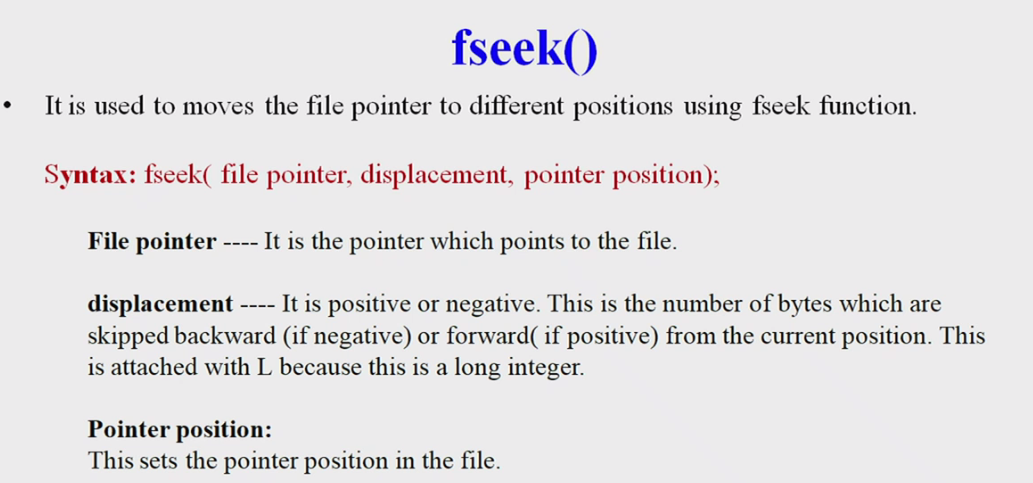 fseek()
• It is used to moves the file pointer to different positions using fseek function.
Syntax: fseek( file pointer, displacement, pointer position);
File pointer ---- It is the pointer which points to the file.
displacement ---- It is positive or negative. This is the number of bytes which are
skipped backward (if negative) or forward( if positive) from the current position. This
is attached with L because this is a long integer.
Pointer position:
This sets the pointer position in the file.